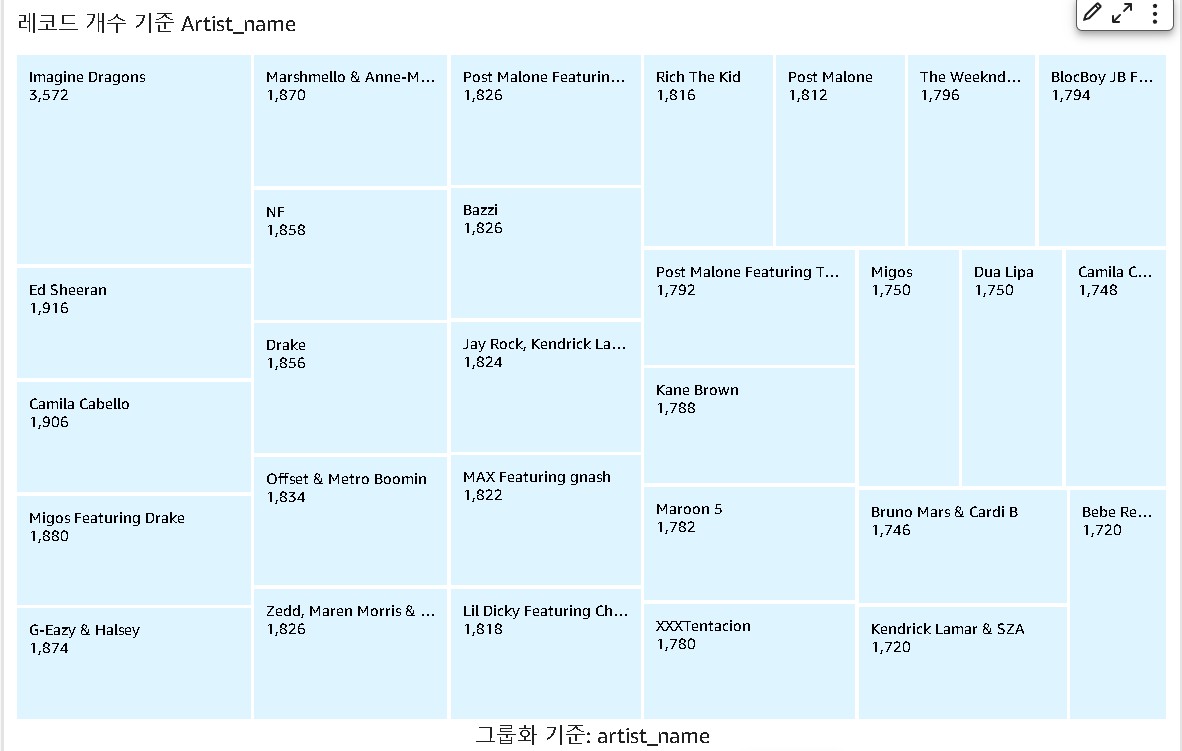 레코드 개수 기준 Artist_name
Imagine Dragons
3,572
Ed Sheeran
1,916
Camila Cabello
1,906
Migos Featuring Drake
1,880
G-Eazy & Halsey
1,874
Marshmello & Anne-M...
1,870
NF
1,858
Drake
1,856
Offset & Metro Boomin
1,834
Zedd, Maren Morris & ...
1,826
Post Malone Featurin...
1,826
Bazzi
1,826
Jay Rock, Kendrick La...
1,824
MAX Featuring gnash
1,822
Lil Dicky Featuring Ch...
1,818
Rich The Kid
1,816
Post Malone
1,812
The Weeknd...
1,796
BlocBoy JB F...
1,794
Post Malone Featuring T...
1,792
Kane Brown
1,788
Maroon 5
1,782
XXXTentacion
1,780
Migos
1,750
Dua Lipa
1,750
Camila C...
1,748
Bruno Mars & Cardi B
1,746
Kendrick Lamar & SZA
1,720
Bebe Re...
1,720
그룹화 기준: artist_name